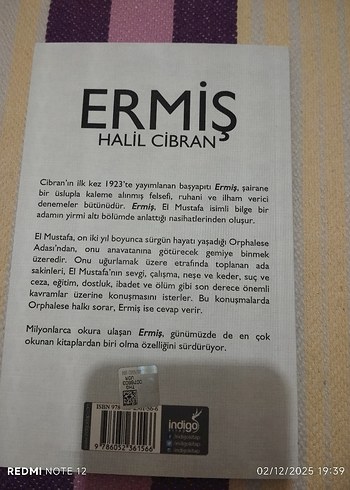 ERMİŞ
HALİL CİBRAN
Cibran'ın ilk kez 1923'te yayımlanan başyapıtı Ermiş, şairane
bir üslupla kaleme alınmış felsefi, ruhani ve ilham verici
denemeler bütünüdür. Ermiş, El Mustafa isimli bilge bir
adamın yirmi altı bölümde anlattığı nasihatlerinden oluşur.
El Mustafa, on iki yıl boyunca sürgün hayatı yaşadığı Orphalese
Adası'ndan, onu anavatanına götürecek gemiye binmek
üzeredir. Onu uğurlamak üzere etrafında toplanan ada
sakinleri, El Mustafa'nın sevgi, çalışma, neşe ve keder, suç ve
ceza, eğitim, dostluk, ibadet ve ölüm gibi son derece önemli
kavramlar üzerine konuşmasını isterler. Bu konuşmalarda
Orphalese halkı sorar, Ermiş ise cevap verir.
Milyonlarca okura ulaşan Ermiş, günümüzde de en çok
okunan kitaplardan biri olma özelliğini sürdürüyor.
ISBN 978
indigo
9 786052 361566
REDMI NOTE 12
02/12/2025 19:39